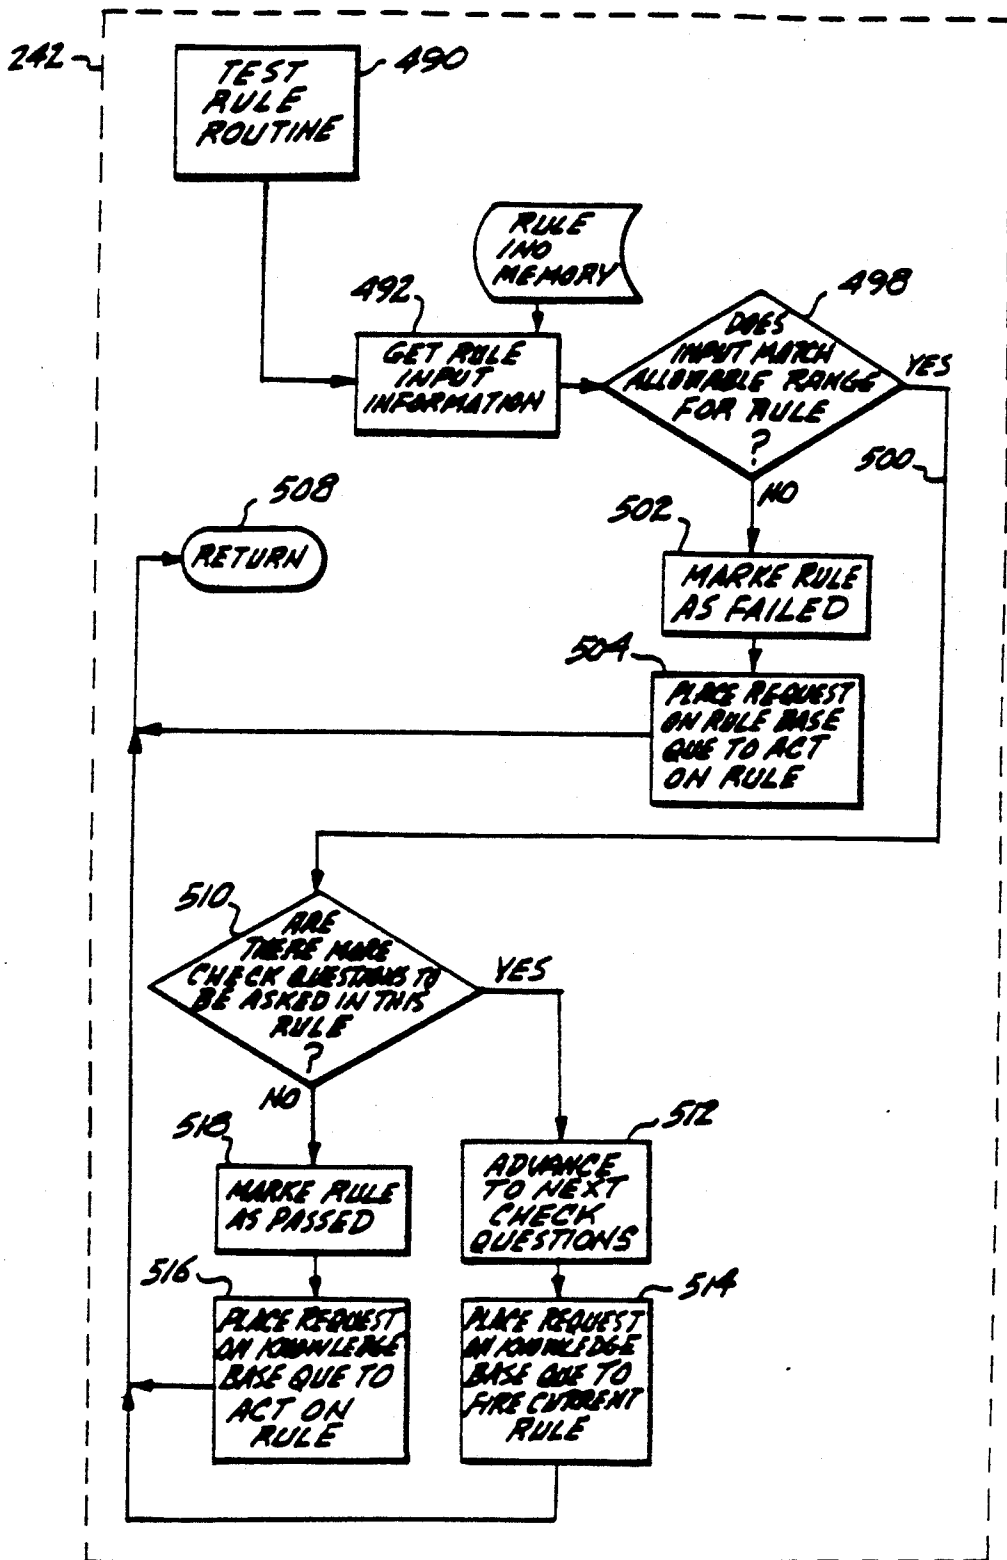 242
TEST
RULE
ROUTINE
490
RULE
INO
MEMORY
492
GET RULE
INPUT
INFORMATION
498
DOES
INPUT MATCH
ALLOWABLE RANGE
FOR RULE
?
YES
500
NO
508
RETURN
502
MARKE RULE
AS FAILED
504
PLACE REQUEST
ON RULE BASE
QUE TO ACT
ON RULE
510
ARE
THERE MORE
CHECK QUESTIONS TO
BE ASKED IN THIS
RULE
?
YES
NO
518
MARKE RULE
AS PASSED
512
ADVANCE
TO NEXT
CHECK
QUESTIONS
516
PLACE REQUEST
ON KNOWLEDGE
BASE QUE TO
ACT ON
RULE
514
PLACE REQUEST
ON KNOWLEDGE
BASE QUE TO
FIRE CURRENT
RULE